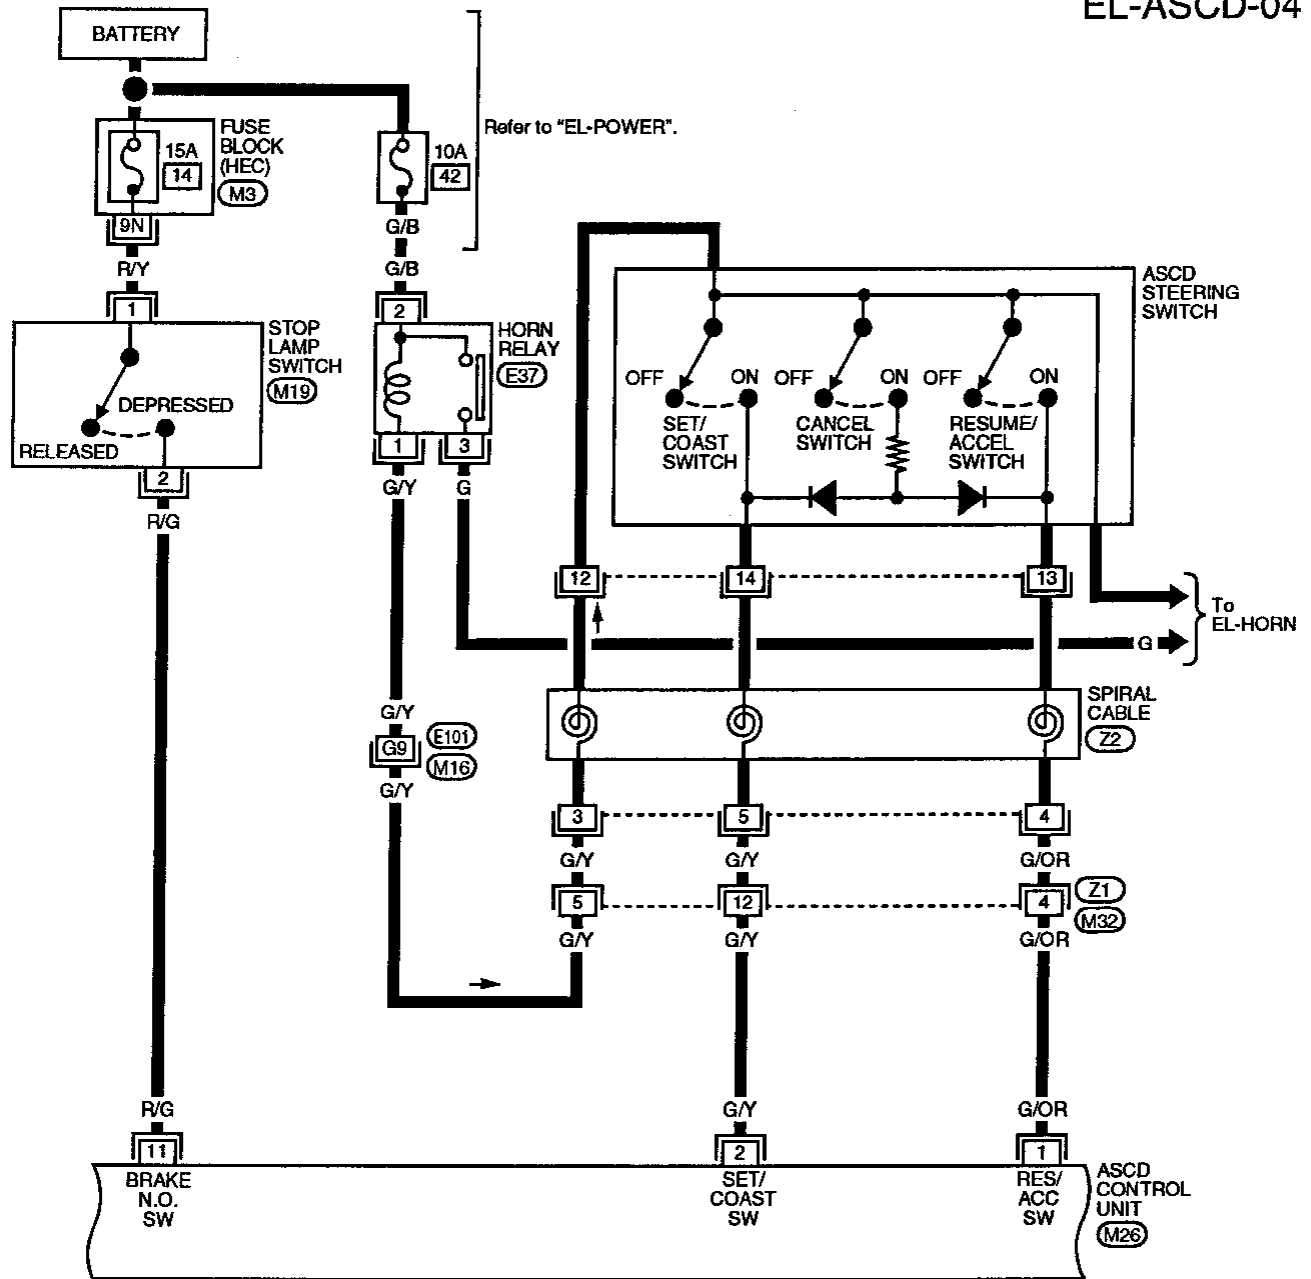 EL-ASCD-04
BATTERY
FUSE
BLOCK
(HEC)
M3
15A
14
10A
42
Refer to "EL-POWER".
9N
G/B
R/Y
G/B
1
2
STOP
LAMP
SWITCH
M19
DEPRESSED
RELEASED
HORN
RELAY
E37
ASCD
STEERING
SWITCH
OFF
ON
OFF
ON
OFF
ON
SET/
COAST
SWITCH
CANCEL
SWITCH
RESUME/
ACCEL
SWITCH
2
1
3
R/G
G/Y
G
12
14
13
To
EL-HORN
G
G/Y
G9
E101
M16
G/Y
SPIRAL
CABLE
Z2
3
5
4
G/Y
G/Y
G/OR
5
12
4
Z1
M32
G/Y
G/Y
G/OR
R/G
G/Y
G/OR
11
2
1
BRAKE
N.O.
SW
SET/
COAST
SW
RES/
ACC
SW
ASCD
CONTROL
UNIT
M26